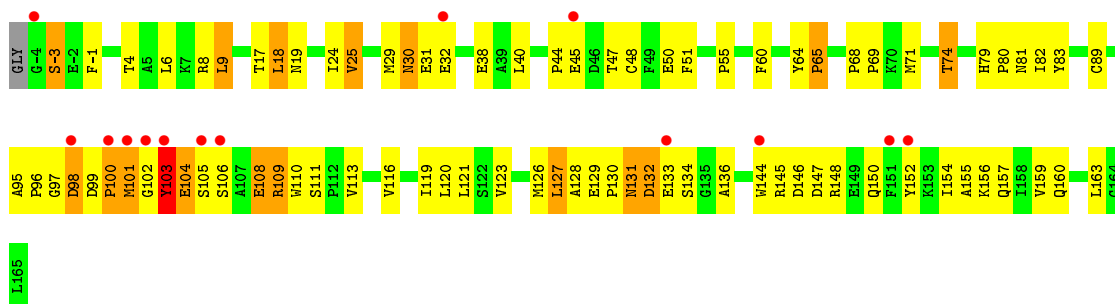 GLY G-4 S-3 E-2 F-1 T4 A5 L6 K7 R8 L9 T17 L18 N19 I24 V25 M29 N30 E31 E32 E38 A39 L40 P44 E45 D46 T47 C48 F49 E50 F51 P55 F60 Y64 P65 P68 P69 K70 M71 T74 H79 P80 N81 I82 Y83 C89
A95 P96 G97 D98 D99 P100 M101 G102 Y103 E104 S105 S106 A107 E108 R109 W110 S111 P112 V113 V116 I119 L120 L121 S122 V123 M126 L127 A128 E129 P130 N131 D132 E133 S134 G135 A136 W144 R145 D146 D147 R148 E149 Q150 F151 Y152 K153 I154 A155 K156 Q157 I158 V159 Q160 L163 G164
L165